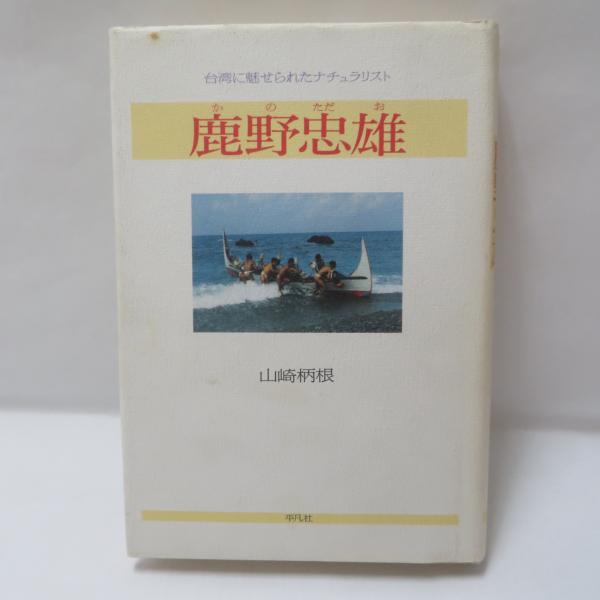 台湾に魅せられたナチュラリスト
か の ただ お
鹿野忠雄
山崎柄根
平凡社